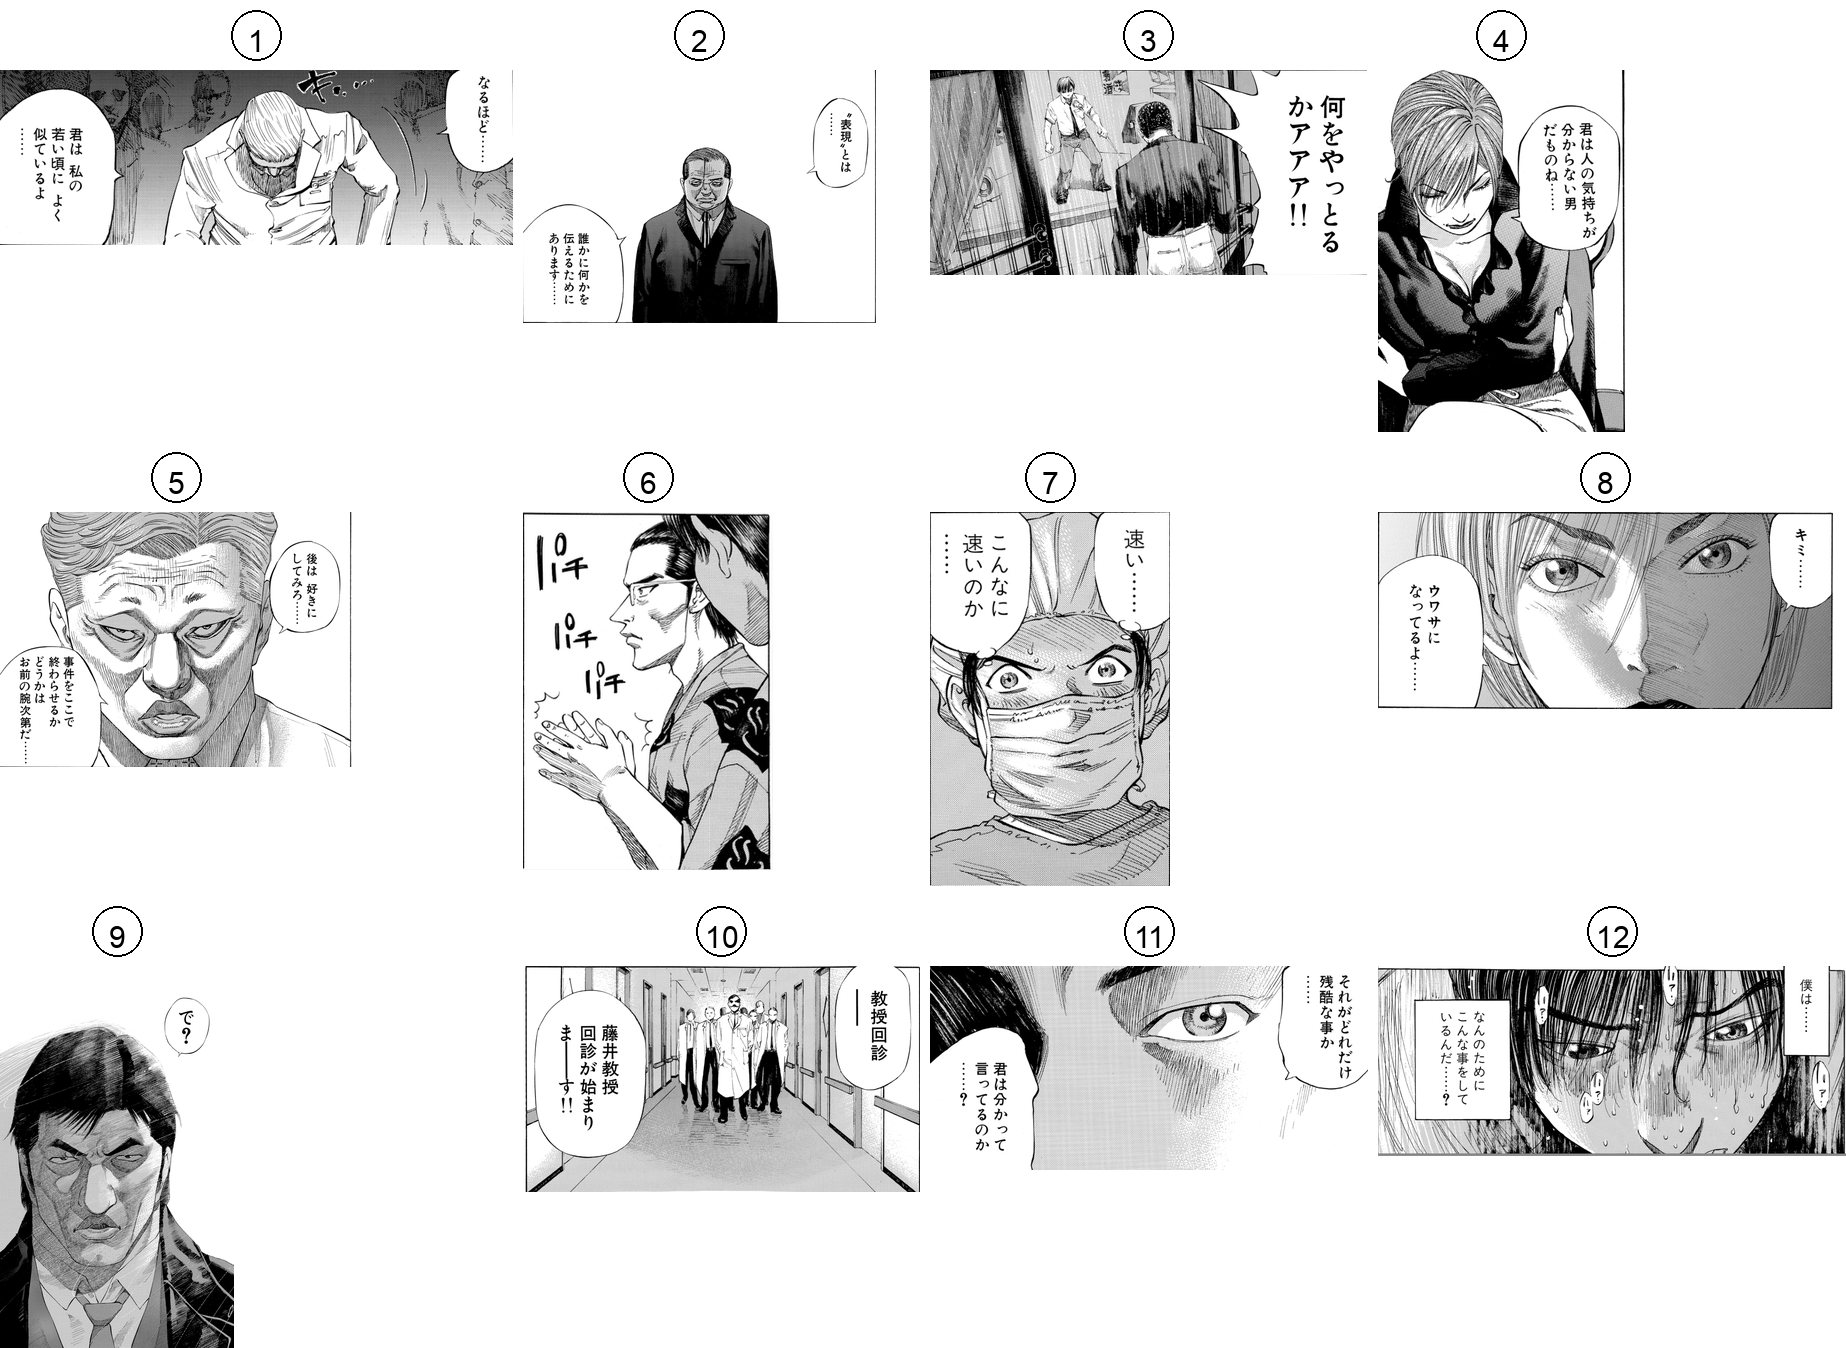 1
なるほど……
君は 私の
若い頃に よく
似ているよ
……
ギ…
2
“表現”とは
……
誰かに何かを
伝えるために
あります……
3
何をやっとる
かアアア!!
4
君は人の気持ちが
分からない男
だものね……
5
後は 好きに
してみろ……
事件をここで
終わらせるか
どうかは
お前の腕次第だ……
6
パチ
パチ
パチ
7
速い……
こんなに
速いのか
……
8
キミ……
ウワサに
なってるよ……
9
で?
10
教授回診
──
藤井教授
回診が始まり
ま──す!!
11
それがどれだけ
残酷な事か
……
君は分かって
言ってるのか
……?
12
僕は……
なんのために
こんな事をして
いるんだ……?
ハァ
ハァ
ハァ
ハァ
ハァ